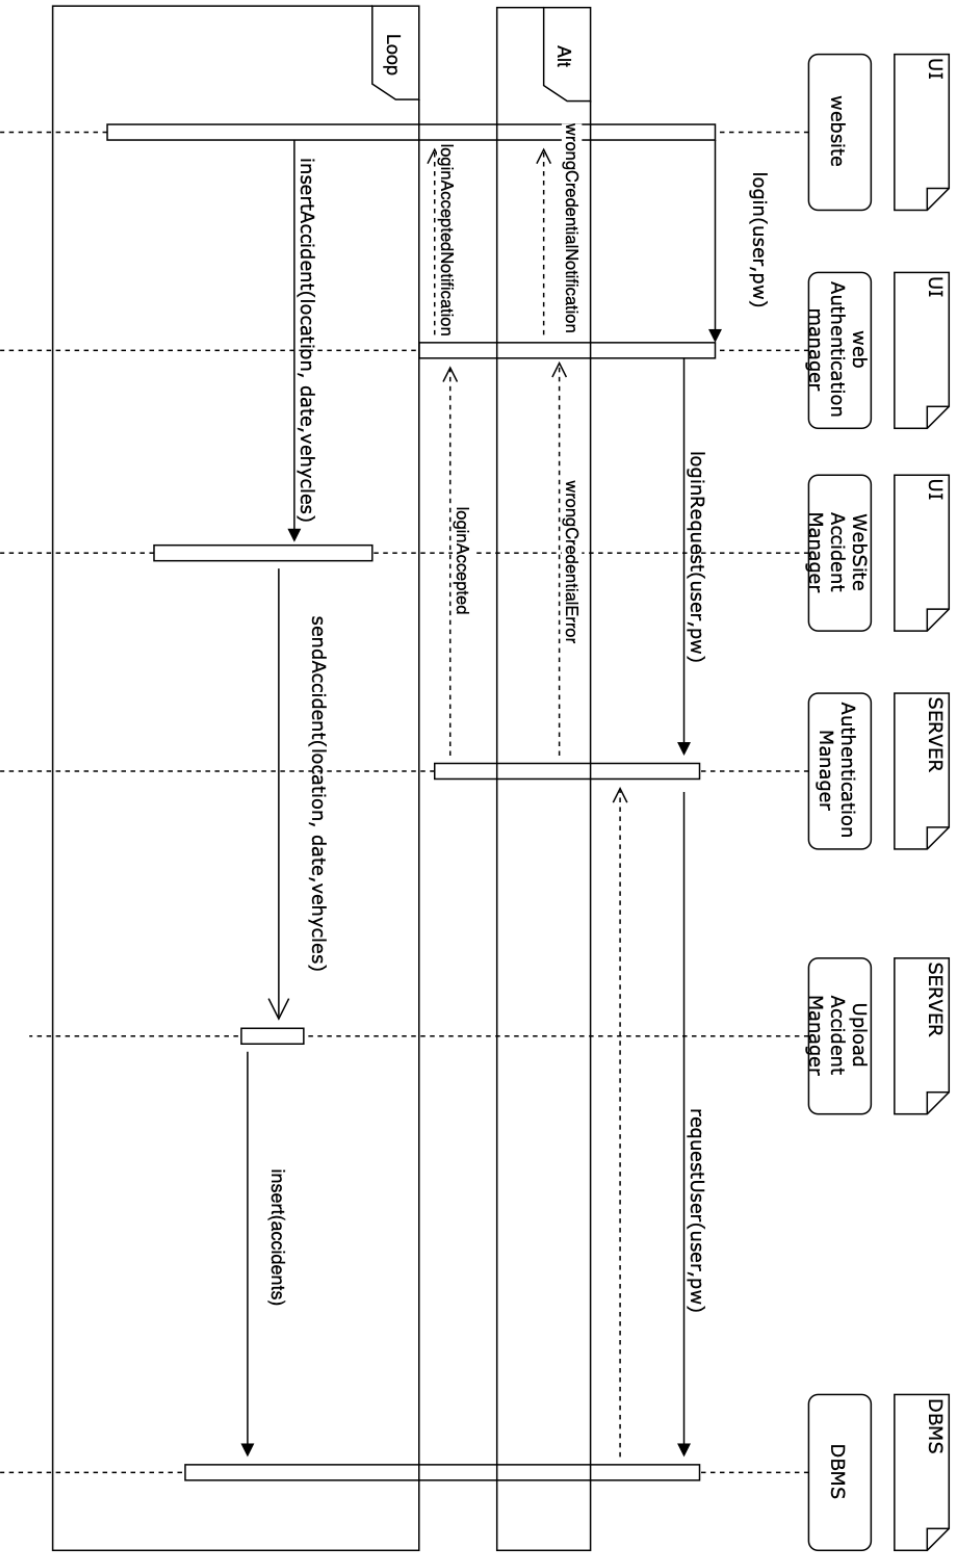 UI
UI
UI
SERVER
SERVER
DBMS
website
web
Authentication
manager
WebSite
Accident
Manager
Authentication
Manager
Upload
Accident
Manager
DBMS
login(user,pw)
loginRequest(user,pw)
requestUser(user,pw)
Alt
wrongCredentialNotification
wrongCredentialError
loginAcceptedNotification
loginAccepted
Loop
insertAccident(location, date,vehycles)
sendAccident(location, date,vehycles)
insert(accidents)